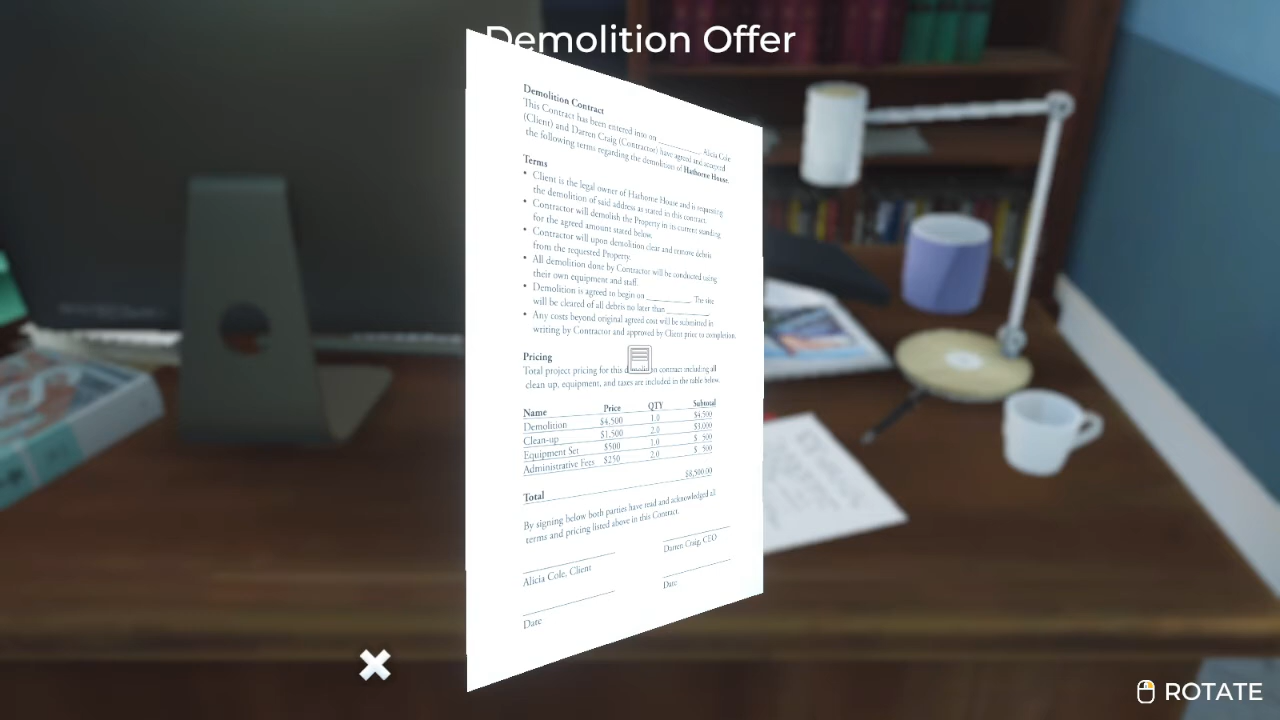 Demolition Offer
Demolition Contract
This Contract has been entered into on ____________ Alicia Cole
(Client) and Darren Craig (Contractor) have agreed and accepted
the following terms regarding the demolition of Hathorne House.
Terms
• Client is the legal owner of Hathorne House and is requesting
the demolition of said address as stated in this contract.
• Contractor will demolish the Property in its current standing
for the agreed amount stated below.
• Contractor will upon demolition clear and remove debris
from the requested Property.
• All demolition done by Contractor will be conducted using
their own equipment and staff.
• Demolition is agreed to begin on ____________. The site
will be cleared of all debris no later than ____________.
• Any costs beyond original agreed cost will be submitted in
writing by Contractor and approved by Client prior to completion.
Pricing
Total project pricing for this demolition contract including all
clean up, equipment, and taxes are included in the table below.
Name Price QTY Subtotal
Demolition $4,500 1.0 $4,500
Clean-up $1,500 2.0 $3,000
Equipment Set $500 1.0 $ 500
Administrative Fees $250 2.0 $ 500
$8,500.00
Total
By signing below both parties have read and acknowledged all
terms and pricing listed above in this Contract.
Alicia Cole, Client Darren Craig, CEO
Date Date
ROTATE